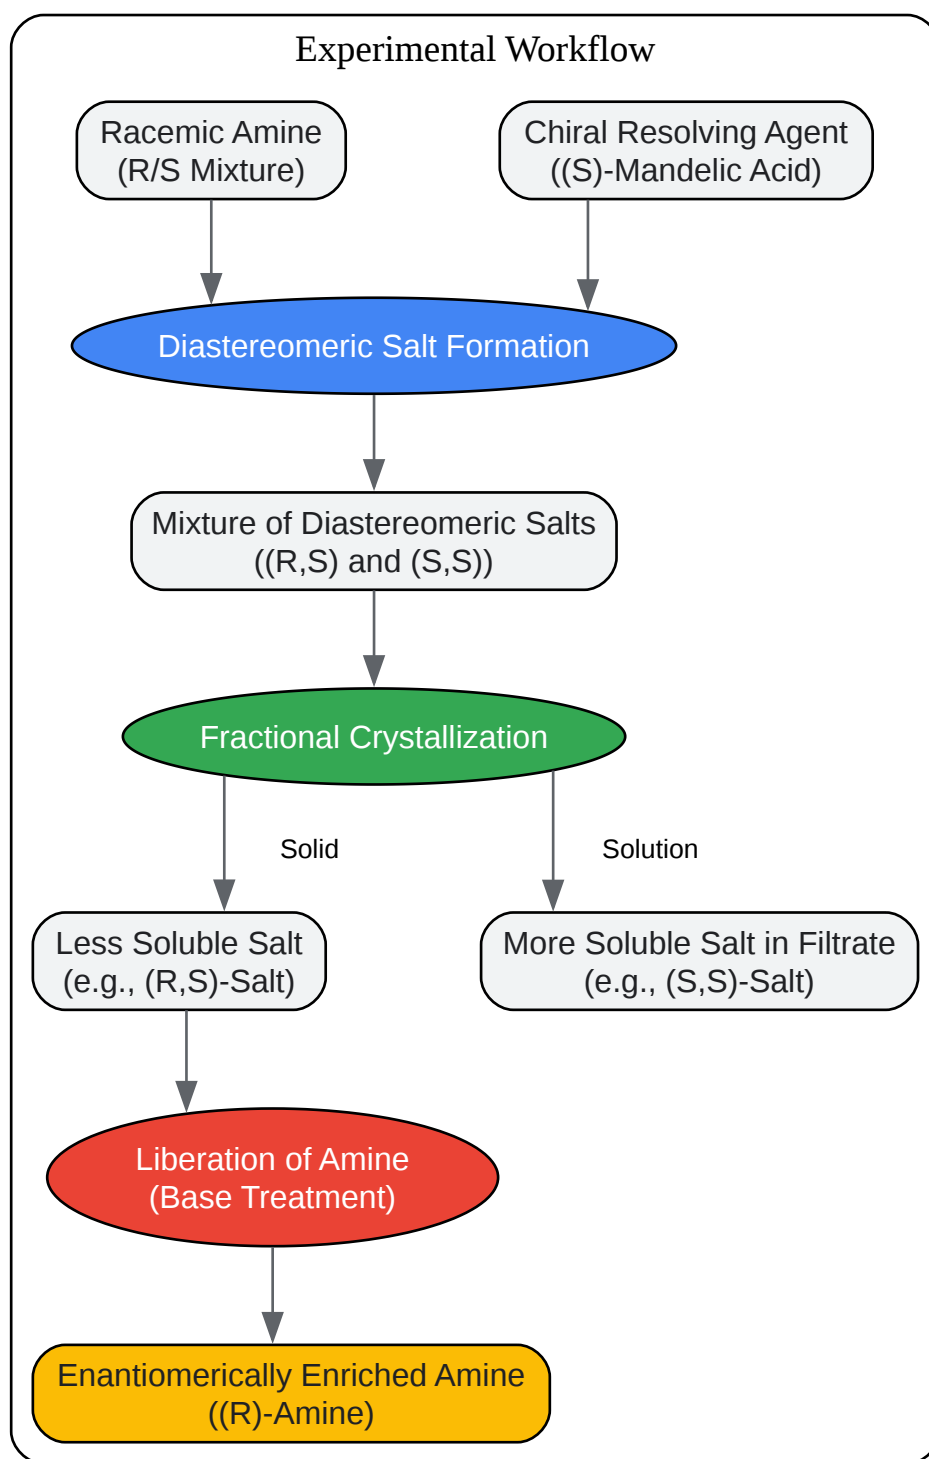 Experimental Workflow
Racemic Amine
(R/S Mixture)
Chiral Resolving Agent
((S)-Mandelic Acid)
Diastereomeric Salt Formation
Mixture of Diastereomeric Salts
((R,S) and (S,S))
Fractional Crystallization
Solid
Solution
Less Soluble Salt
(e.g., (R,S)-Salt)
More Soluble Salt in Filtrate
(e.g., (S,S)-Salt)
Liberation of Amine
(Base Treatment)
Enantiomerically Enriched Amine
((R)-Amine)